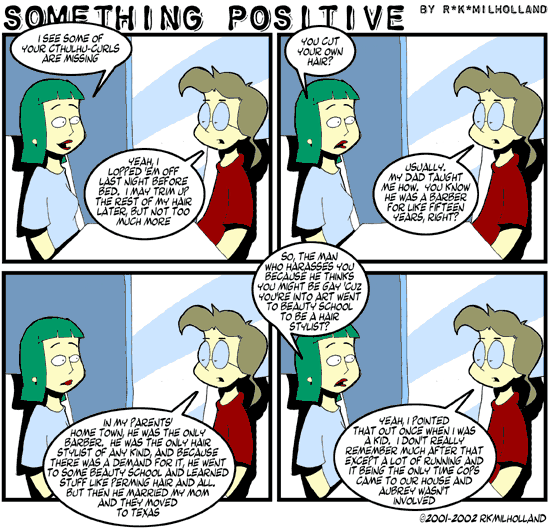 SOMETHING POSITIVE BY R*K*MILHOLLAND
I SEE SOME OF
YOUR CTHULHU-CURLS
ARE MISSING
YEAH, I
LOPPED 'EM OFF
LAST NIGHT BEFORE
BED. I MAY TRIM UP
THE REST OF MY HAIR
LATER, BUT NOT TOO
MUCH MORE
YOU CUT
YOUR OWN
HAIR?
USUALLY.
MY DAD TAUGHT
ME HOW. YOU KNOW
HE WAS A BARBER
FOR LIKE FIFTEEN
YEARS, RIGHT?
IN MY PARENTS'
HOME TOWN, HE WAS THE ONLY
BARBER. HE WAS THE ONLY HAIR
STYLIST OF ANY KIND, AND BECAUSE
THERE WAS A DEMAND FOR IT, HE WENT
TO SOME BEAUTY SCHOOL AND LEARNED
STUFF LIKE PERMING HAIR AND ALL.
BUT THEN HE MARRIED MY MOM
AND THEY MOVED
TO TEXAS
SO, THE MAN
WHO HARASSES YOU
BECAUSE HE THINKS
YOU MIGHT BE GAY 'CUZ
YOU'RE INTO ART WENT
TO BEAUTY SCHOOL
TO BE A HAIR
STYLIST?
YEAH, I POINTED
THAT OUT ONCE WHEN I WAS
A KID. I DON'T REALLY
REMEMBER MUCH AFTER THAT
EXCEPT A LOT OF RUNNING AND
IT BEING THE ONLY TIME COPS
CAME TO OUR HOUSE AND
AUBREY WASN'T
INVOLVED
©2001-2002 RKMILHOLLAND